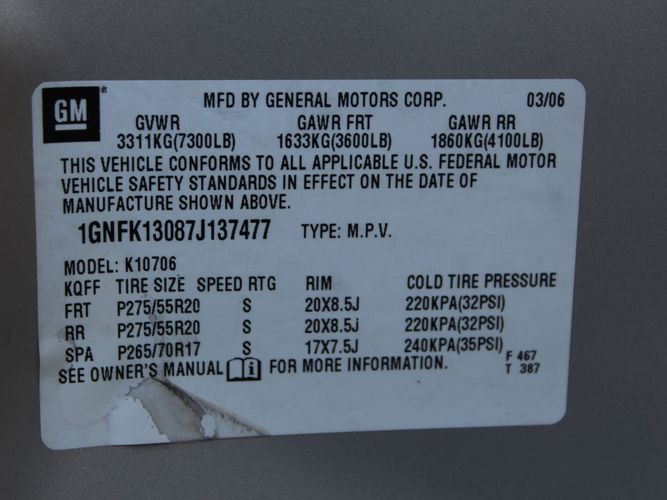 GM
MFD BY GENERAL MOTORS CORP. 03/06
GVWR GAWR FRT GAWR RR
3311KG(7300LB) 1633KG(3600LB) 1860KG(4100LB)
THIS VEHICLE CONFORMS TO ALL APPLICABLE U.S. FEDERAL MOTOR
VEHICLE SAFETY STANDARDS IN EFFECT ON THE DATE OF
MANUFACTURE SHOWN ABOVE.
1GNFK13087J137477 TYPE: M.P.V.
MODEL: K10706
KQFF TIRE SIZE SPEED RTG RIM COLD TIRE PRESSURE
FRT P275/55R20 S 20X8.5J 220KPA(32PSI)
RR P275/55R20 S 20X8.5J 220KPA(32PSI)
SPA P265/70R17 S 17X7.5J 240KPA(35PSI)
SEE OWNER'S MANUAL FOR MORE INFORMATION.
F 467
T 387